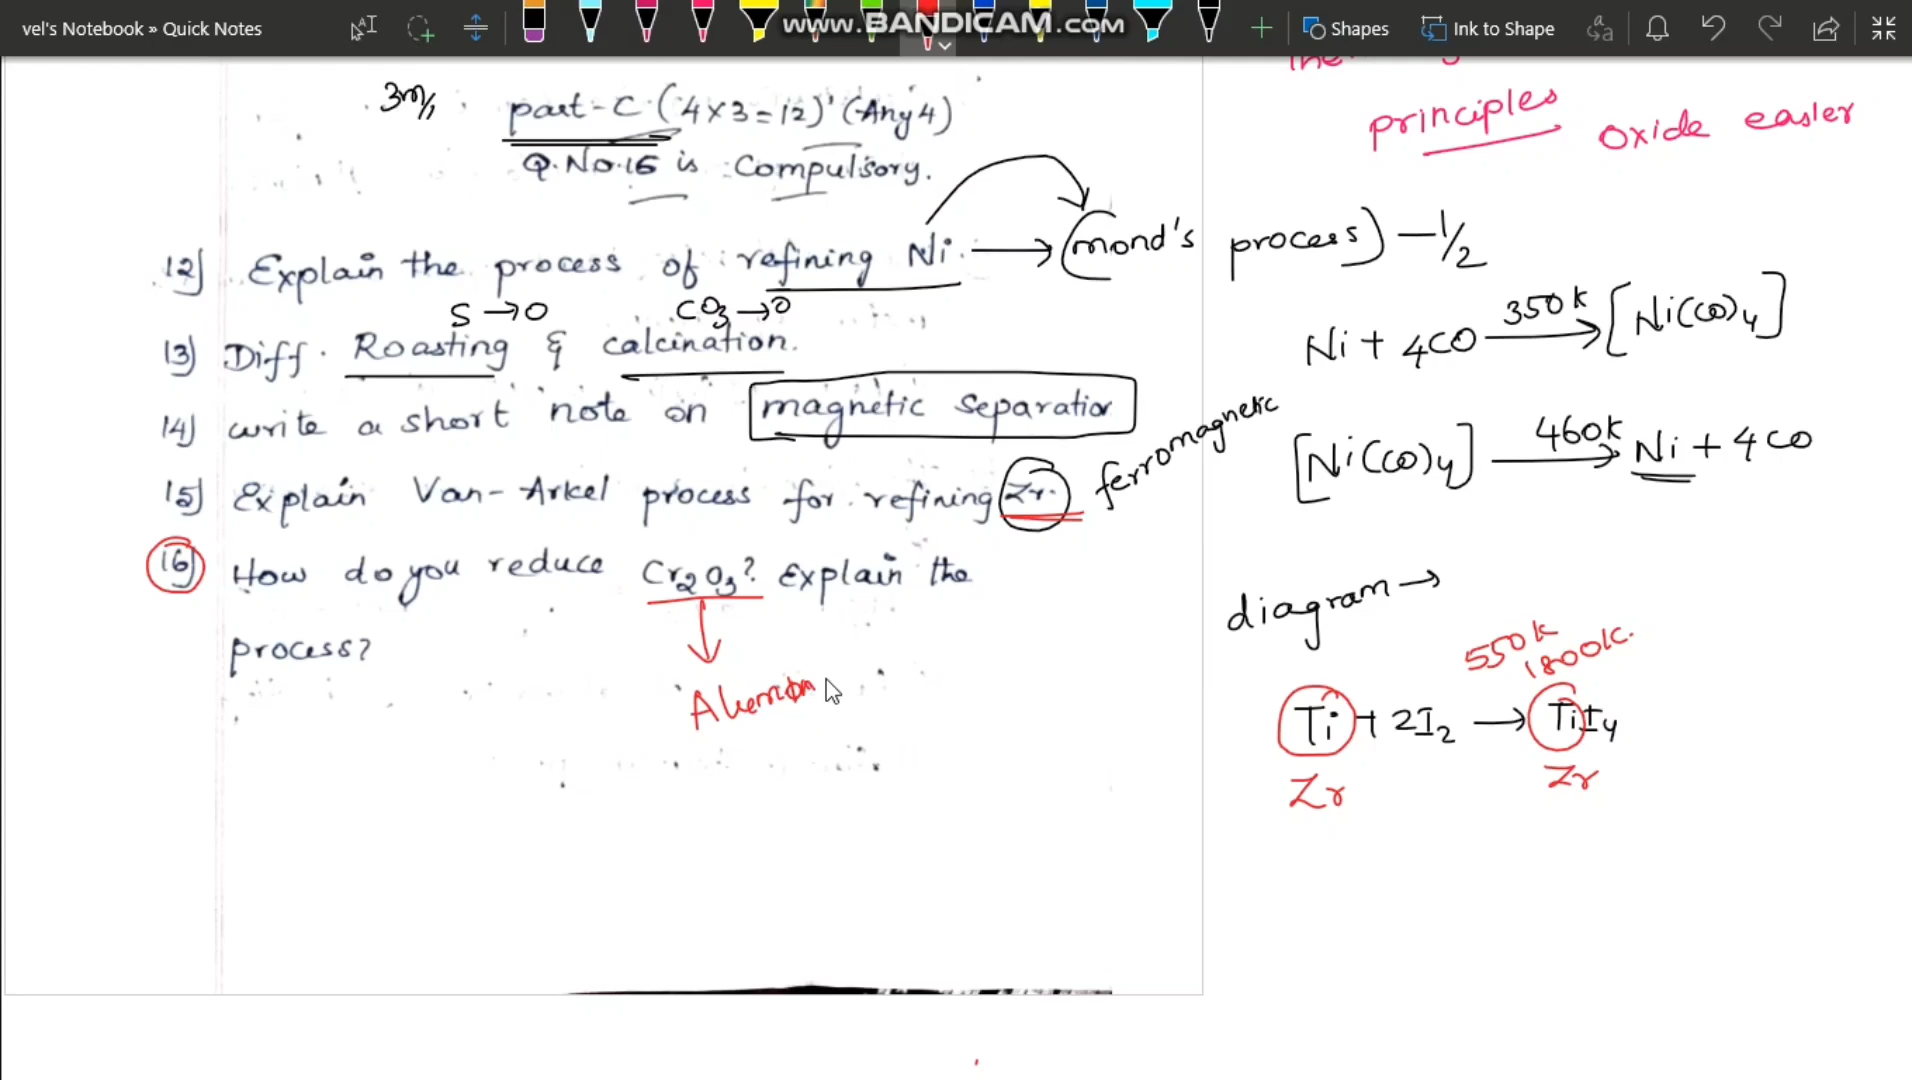 vel's Notebook » Quick Notes
www.BANDICAM.com
Shapes
Ink to Shape
3m
part-C (4x3=12) (Any 4)
Q.No.16 is Compulsory.
12) Explain the process of refining Ni.
S → O
CO3 → O
13) Diff. Roasting & calcination.
14) write a short note on magnetic separation
15) Explain Van-Arkel process for refining Zr.
16) How do you reduce Cr2O3? Explain the
process?
principles
oxide easier
(mond's process) - 1/2
Ni + 4CO 350K → [Ni(CO)4]
[Ni(CO)4] 460K → Ni + 4CO
ferromagnetic
diagram →
550K
1800K.
Ti + 2I2 → TiI4
Zr
Zr